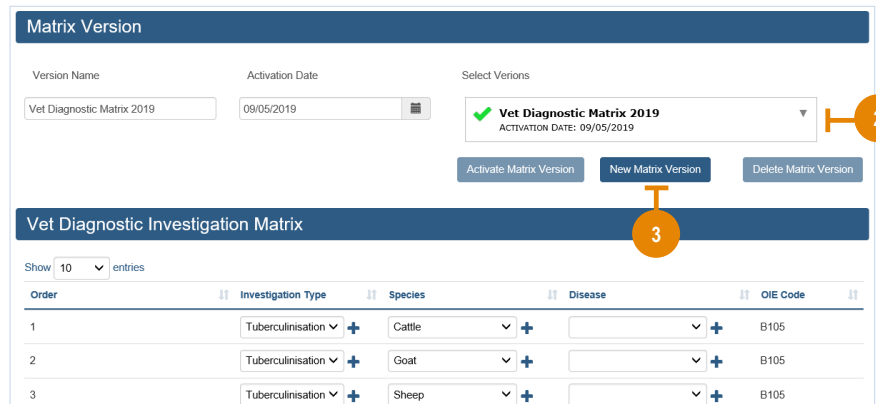 Matrix Version
Version Name Activation Date Select Verions
Vet Diagnostic Matrix 2019 09/05/2019 Vet Diagnostic Matrix 2019
ACTIVATION DATE: 09/05/2019
2
Activate Matrix Version New Matrix Version Delete Matrix Version
Vet Diagnostic Investigation Matrix
3
Show 10 entries
Order Investigation Type Species Disease OIE Code
1 Tuberculinisation Cattle B105
2 Tuberculinisation Goat B105
3 Tuberculinisation Sheep B105